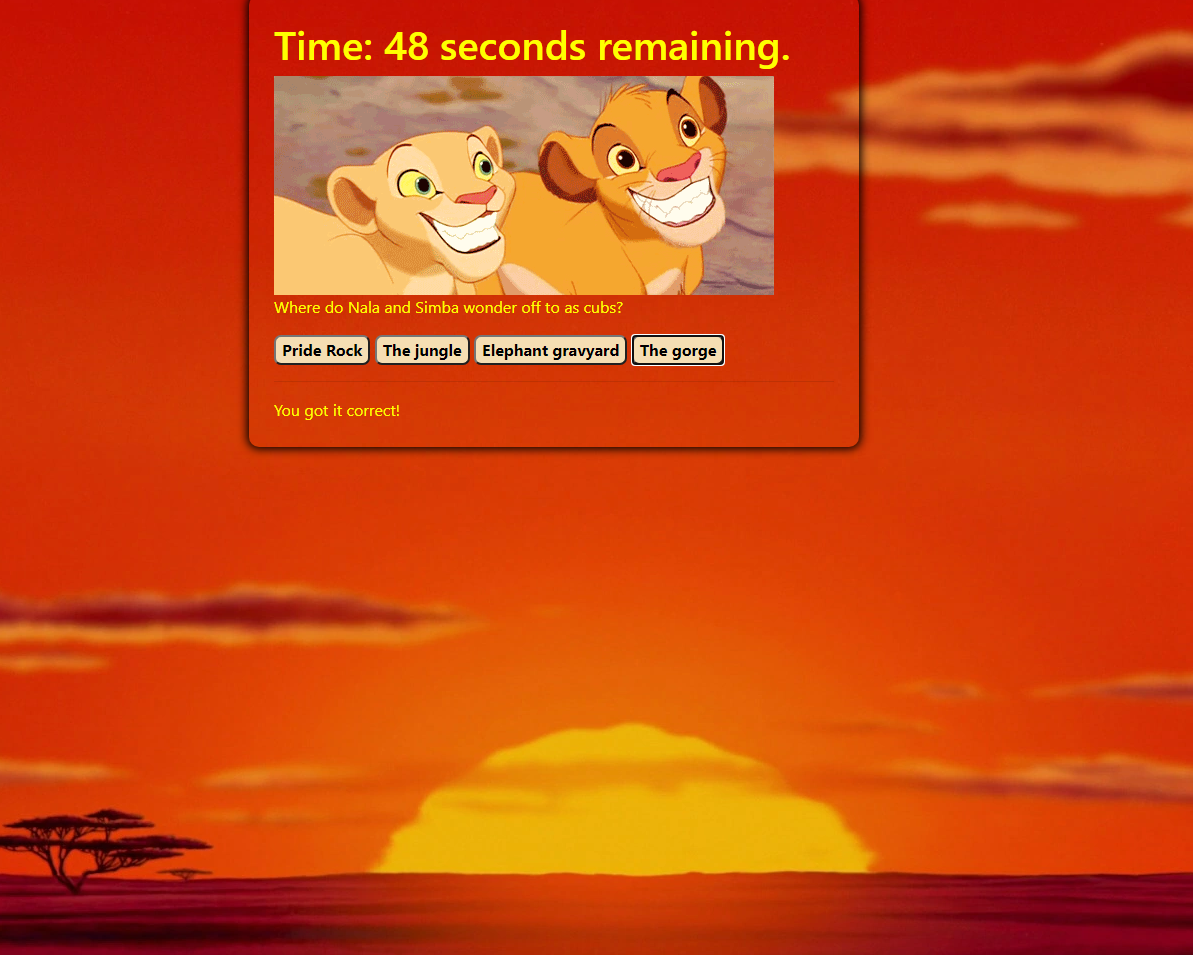 Time: 48 seconds remaining.
Where do Nala and Simba wonder off to as cubs?
Pride Rock The jungle Elephant gravyard The gorge
You got it correct!